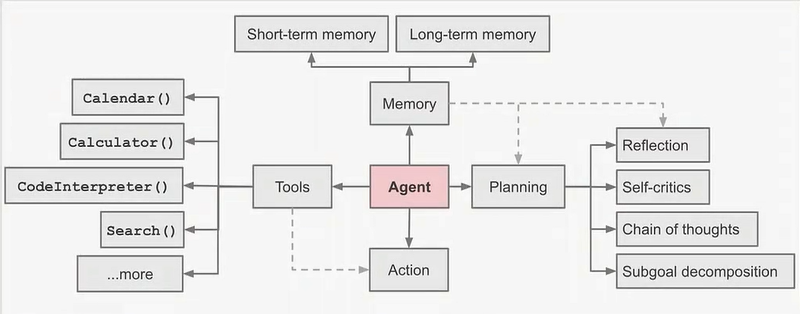 Short-term memory
Long-term memory
Memory
Calendar()
Calculator()
CodeInterpreter()
Search()
...more
Tools
Agent
Planning
Action
Reflection
Self-critics
Chain of thoughts
Subgoal decomposition